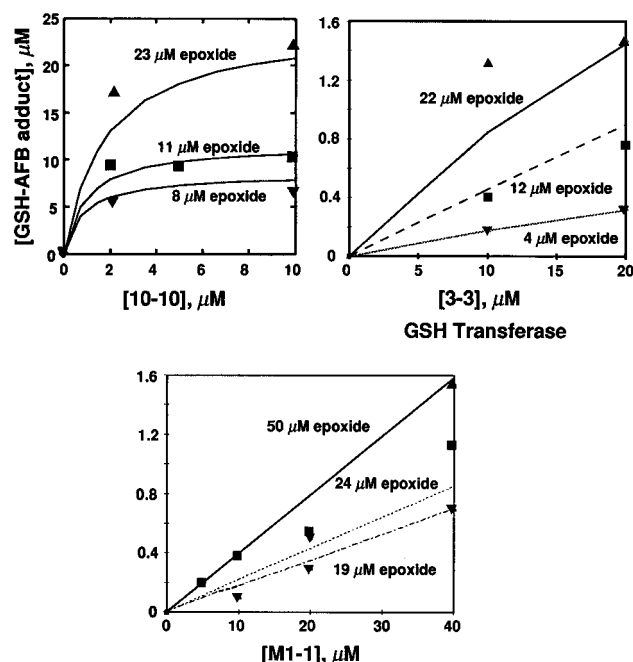 [GSH-AFB adduct], μM
25
20
15
10
5
0
23 μM epoxide
11 μM epoxide
8 μM epoxide
0 2 4 6 8 10
[10-10], μM
1.6
1.2
0.8
0.4
0
22 μM epoxide
12 μM epoxide
4 μM epoxide
0 5 10 15 20
[3-3], μM
GSH Transferase
1.6
1.2
0.8
0.4
0
50 μM epoxide
24 μM epoxide
19 μM epoxide
0 10 20 30 40
[M1-1], μM